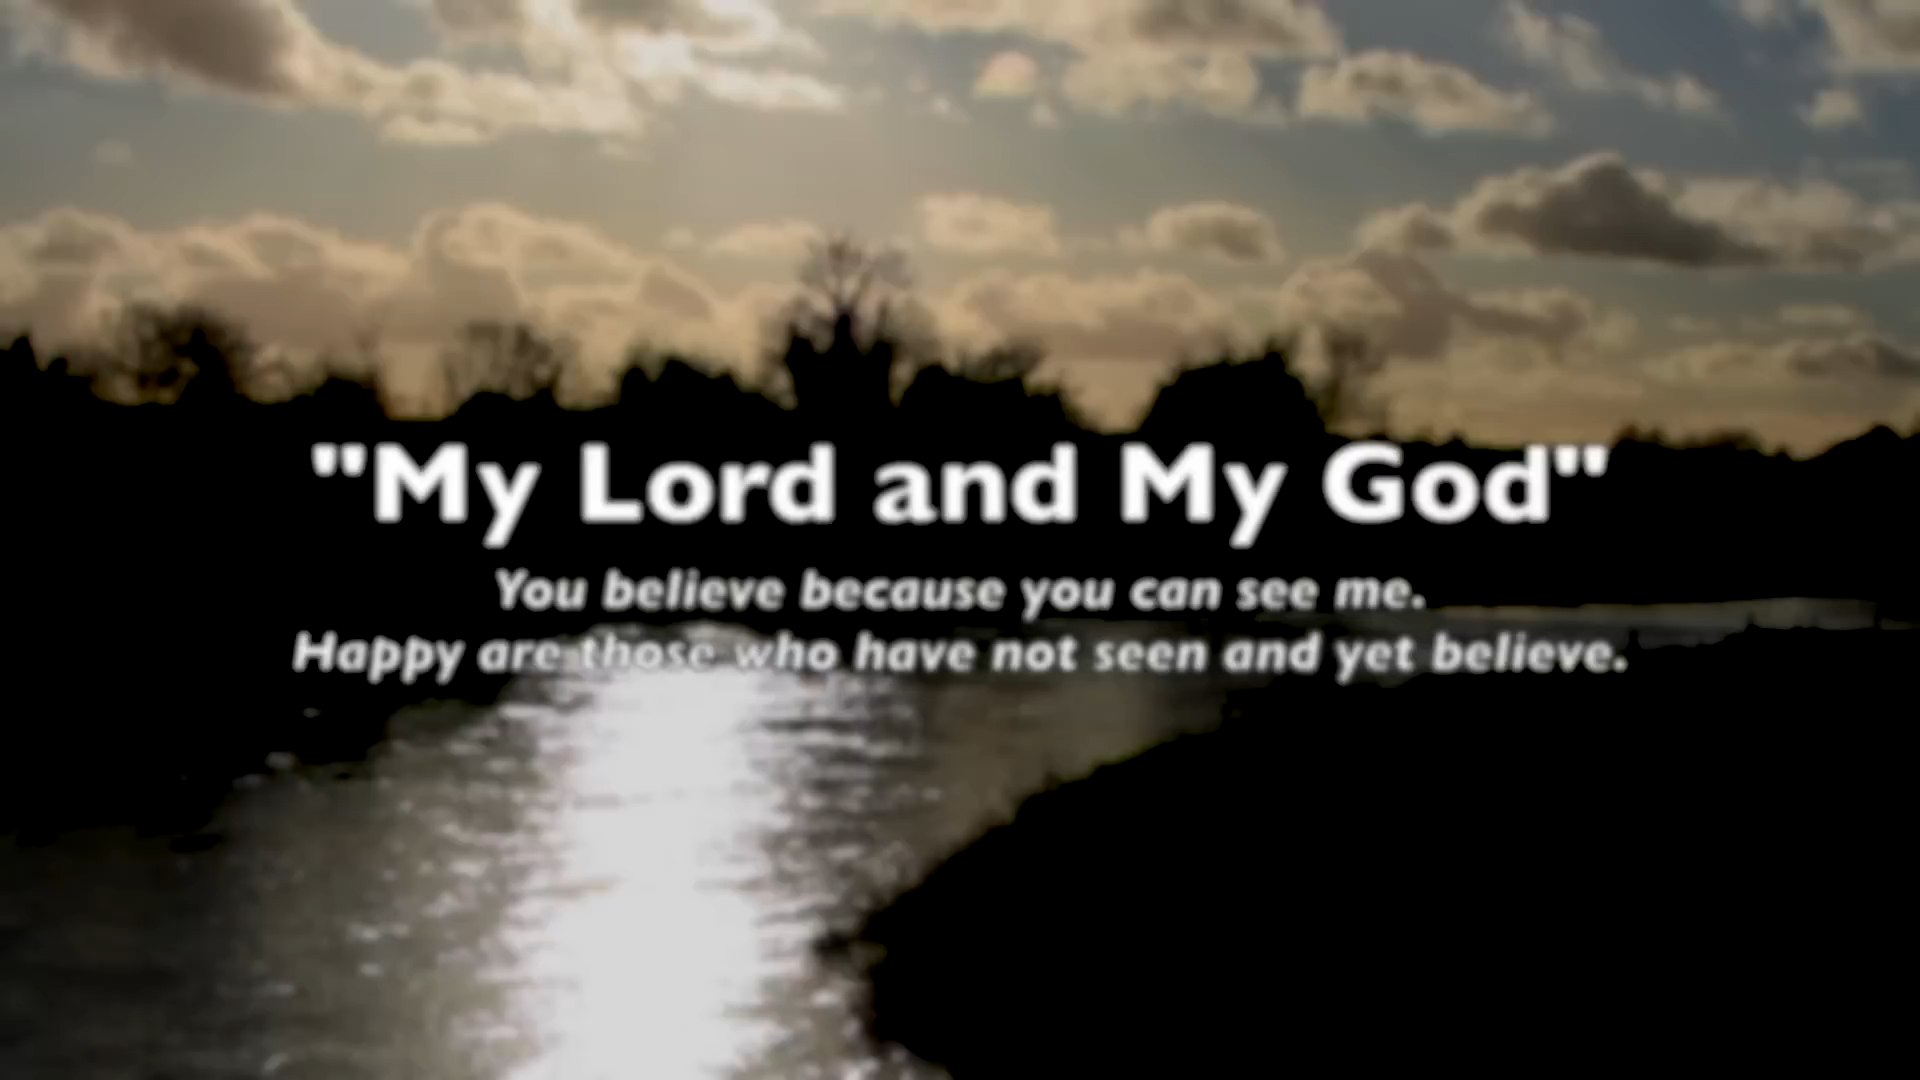 "My Lord and My God"
You believe because you can see me.
Happy are those who have not seen and yet believe.